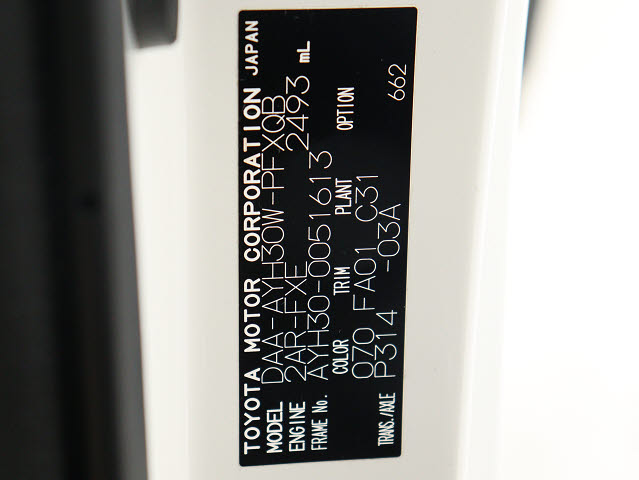 TOYOTA MOTOR CORPORATION JAPAN
MODEL DAA-AYH30W-PFXQB
ENGINE 2AR-FXE 2493 mL
FRAME No. AYH30-0051613
COLOR TRIM PLANT OPTION
070 FA01 C31
TRANS./AXLE P314 -03A 662